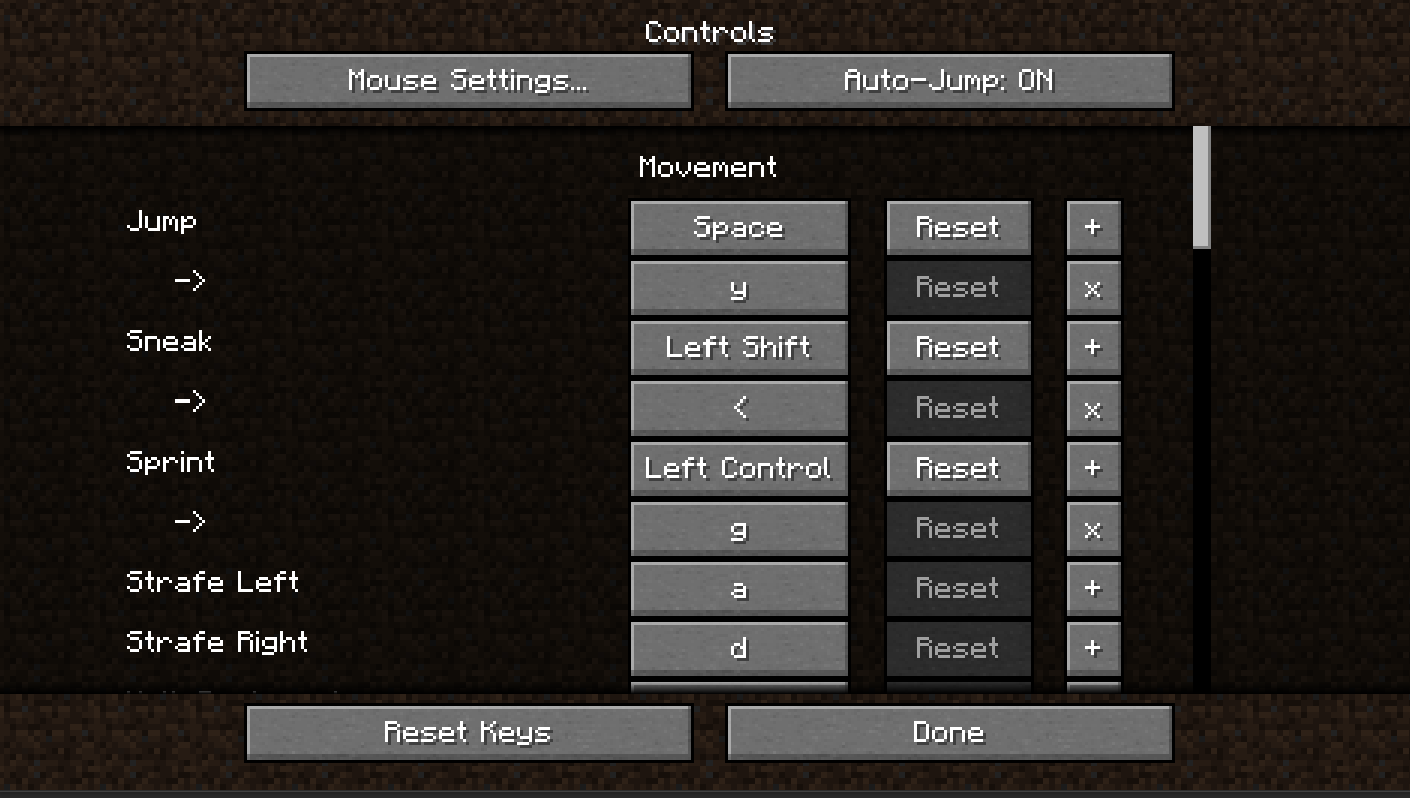 Controls
Mouse Settings... Auto-Jump: ON
Movement
Jump Space Reset +
-> y Reset x
Sneak Left Shift Reset +
-> < Reset x
Sprint Left Control Reset +
-> g Reset x
Strafe Left a Reset +
Strafe Right d Reset +
Reset Keys Done